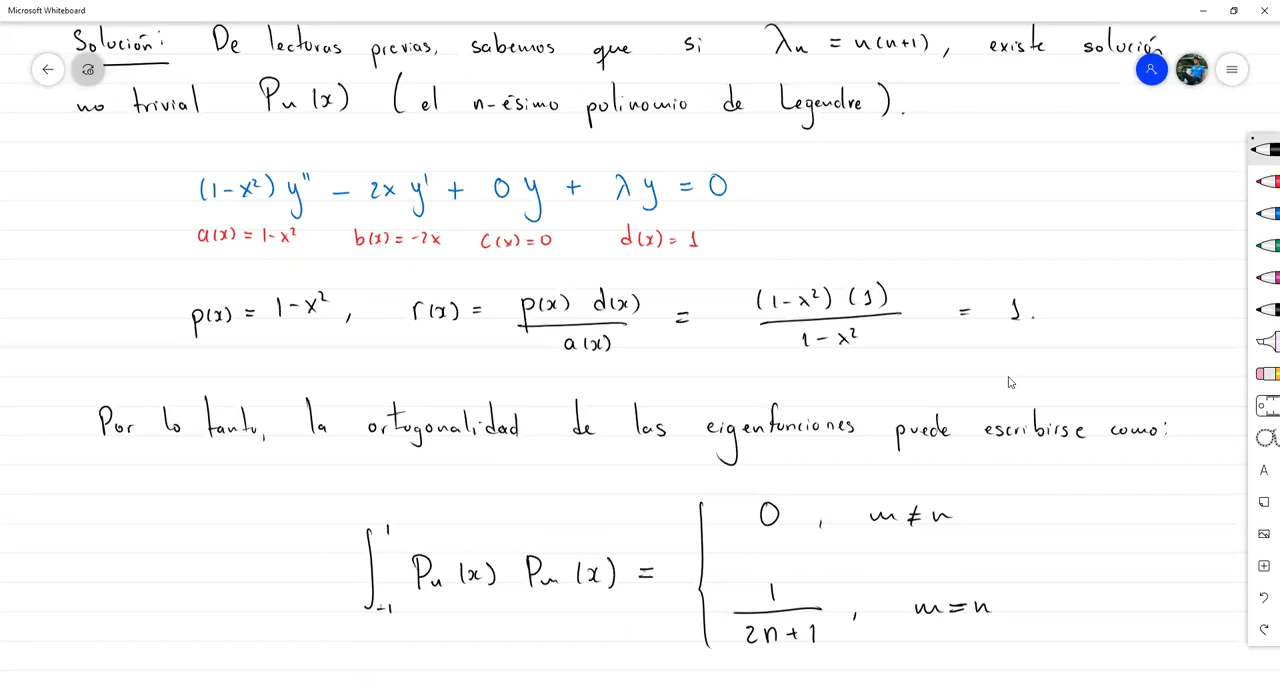 Microsoft Whiteboard
Solución: De lecturas previas, sabemos que si λₙ = n(n+1), existe solución
no trivial Pₙ(x) (el n-ésimo polinomio de Legendre).
(1-x²) y'' - 2x y' + 0 y + λ y = 0
a(x) = 1-x² b(x) = -2x c(x) = 0 d(x) = 1
p(x) = 1-x², r(x) = p(x) d(x) / a(x) = (1-x²) (1) / 1-x² = 1.
Por lo tanto, la ortogonalidad de las eigenfunciones puede escribirse como:
∫₋₁¹ Pₙ(x) Pₘ(x) = { 0, m ≠ n
1 / 2n+1, m = n
A